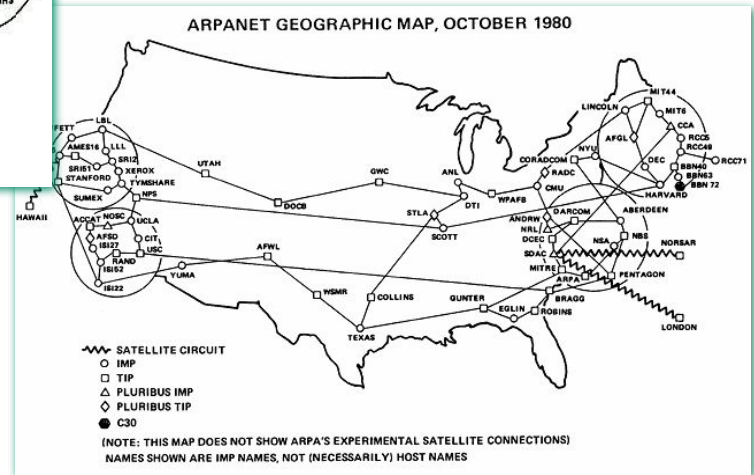 ARPANET GEOGRAPHIC MAP, OCTOBER 1980
MIT44
LINCOLN
MIT6
CCA
RCC5
RCC49
RCC71
AFGL
DEC
BBN40
BBN63
BBN 72
HARVARD
NYU
CORADCOM
RADC
CMU
LBL
AMES16
LLL
SRI2
SRI51
XEROX
STANFORD
TYMSHARE
SUMEX
NPS
HAWAII
UTAH
DOCB
GWC
ANL
DTI
WPAFB
STLA
SCOTT
ANDRW
DARCOM
ABERDEEN
NRL
DCEC
NSA
NBS
SDAC
NORSAR
MITRE
ARPA
PENTAGON
BRAGG
LONDON
ACCAT
NOSC
UCLA
AFSD
ISI27
CIT
RAND
USC
ISI52
ISI22
YUMA
AFWL
WSMR
COLLINS
TEXAS
GUNTER
EGLIN
ROBINS
SATELLITE CIRCUIT
IMP
TIP
PLURIBUS IMP
PLURIBUS TIP
C30
(NOTE: THIS MAP DOES NOT SHOW ARPA'S EXPERIMENTAL SATELLITE CONNECTIONS)
NAMES SHOWN ARE IMP NAMES, NOT (NECESSARILY) HOST NAMES